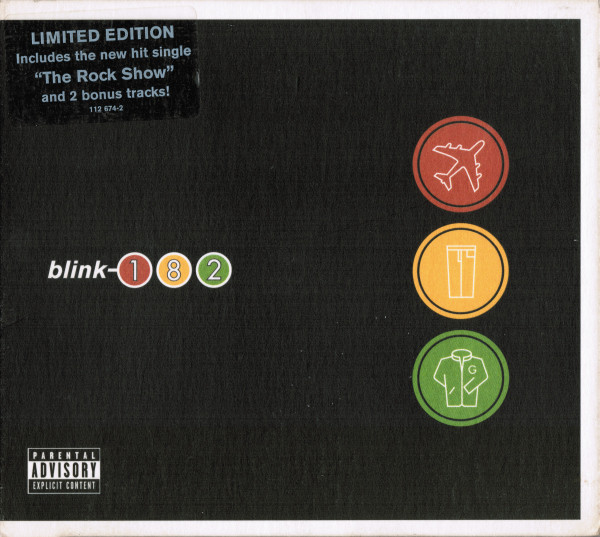 LIMITED EDITION
Includes the new hit single
“The Rock Show”
and 2 bonus tracks!
112 674-2
blink-182
G
PARENTAL
ADVISORY
EXPLICIT CONTENT